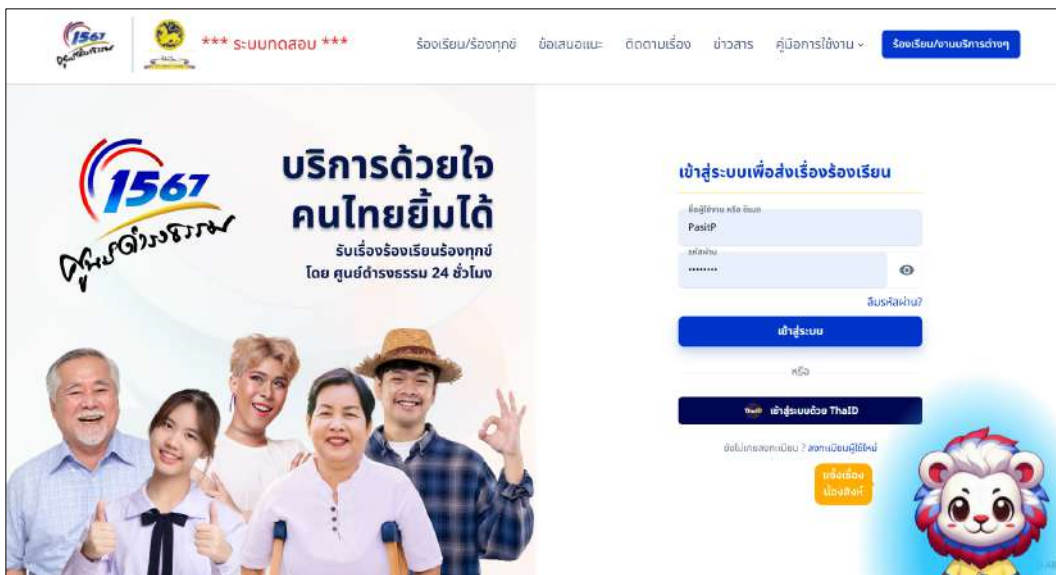 1567
ศูนย์ดำรงธรรม
*** ระบบทดสอบ ***
ร้องเรียน/ร้องทุกข์
ข้อเสนอแนะ
ติดตามเรื่อง
ข่าวสาร
คู่มือการใช้งาน
ร้องเรียน/งานบริการต่างๆ
1567
ศูนย์ดำรงธรรม
บริการด้วยใจ
คนไทยยิ้มได้
รับเรื่องร้องเรียนร้องทุกข์
โดย ศูนย์ดำรงธรรม 24 ชั่วโมง
เข้าสู่ระบบเพื่อส่งเรื่องร้องเรียน
ชื่อผู้ใช้งาน หรือ อีเมล
PasitP
รหัสผ่าน
ลืมรหัสผ่าน?
เข้าสู่ระบบ
หรือ
ThaID เข้าสู่ระบบด้วย ThaID
ยังไม่เคยลงทะเบียน ? ลงทะเบียนผู้ใช้ใหม่
แจ้งเรื่อง
น้องสิงห์